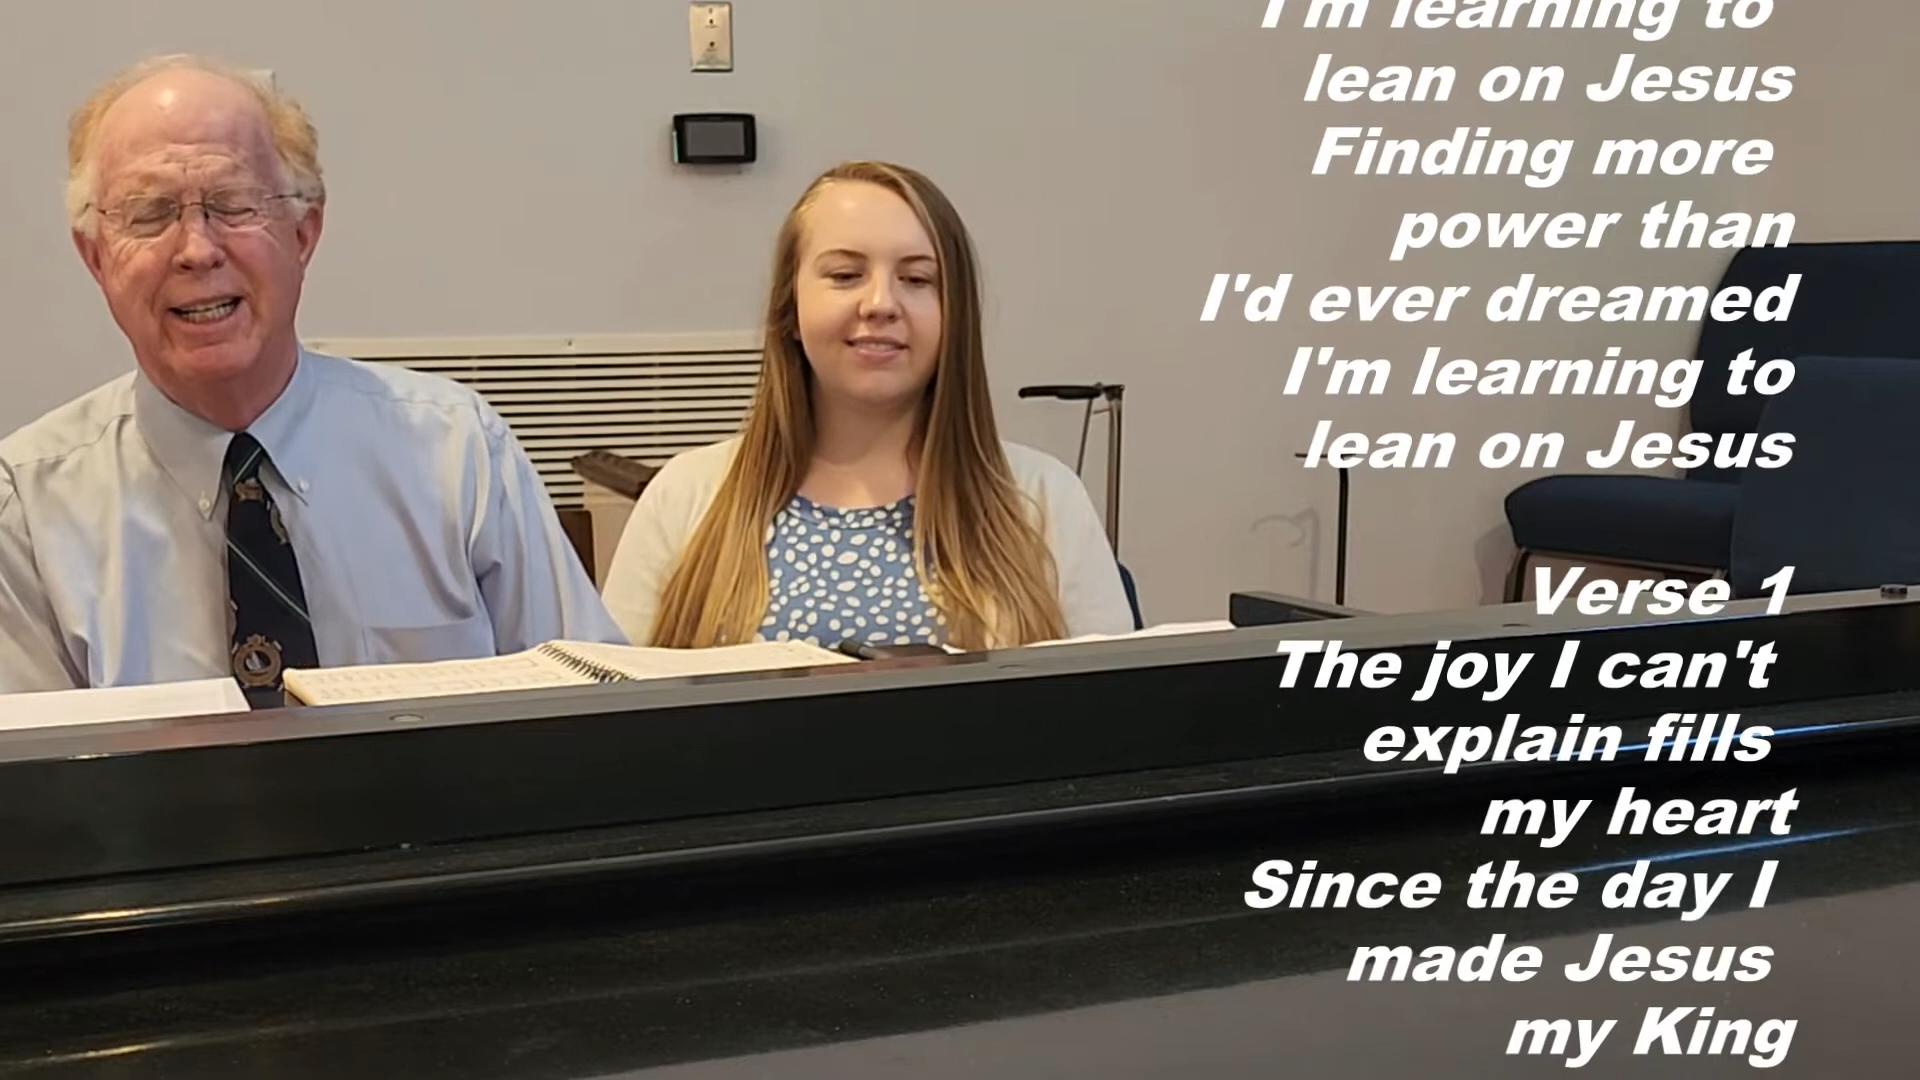 I'm learning to
lean on Jesus
Finding more
power than
I'd ever dreamed
I'm learning to
lean on Jesus
Verse 1
The joy I can't
explain fills
my heart
Since the day I
made Jesus
my King